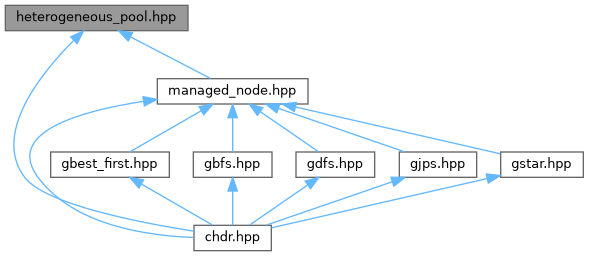 heterogeneous_pool.hpp
managed_node.hpp
gbest_first.hpp
gbfs.hpp
gdfs.hpp
gjps.hpp
gstar.hpp
chdr.hpp